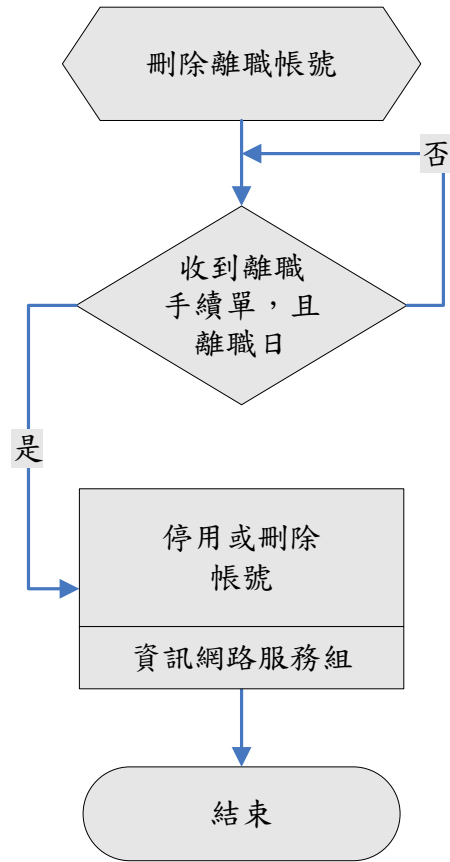 刪除離職帳號
否
收到離職
手續單，且
離職日
是
停用或刪除
帳號
資訊網路服務組
結束